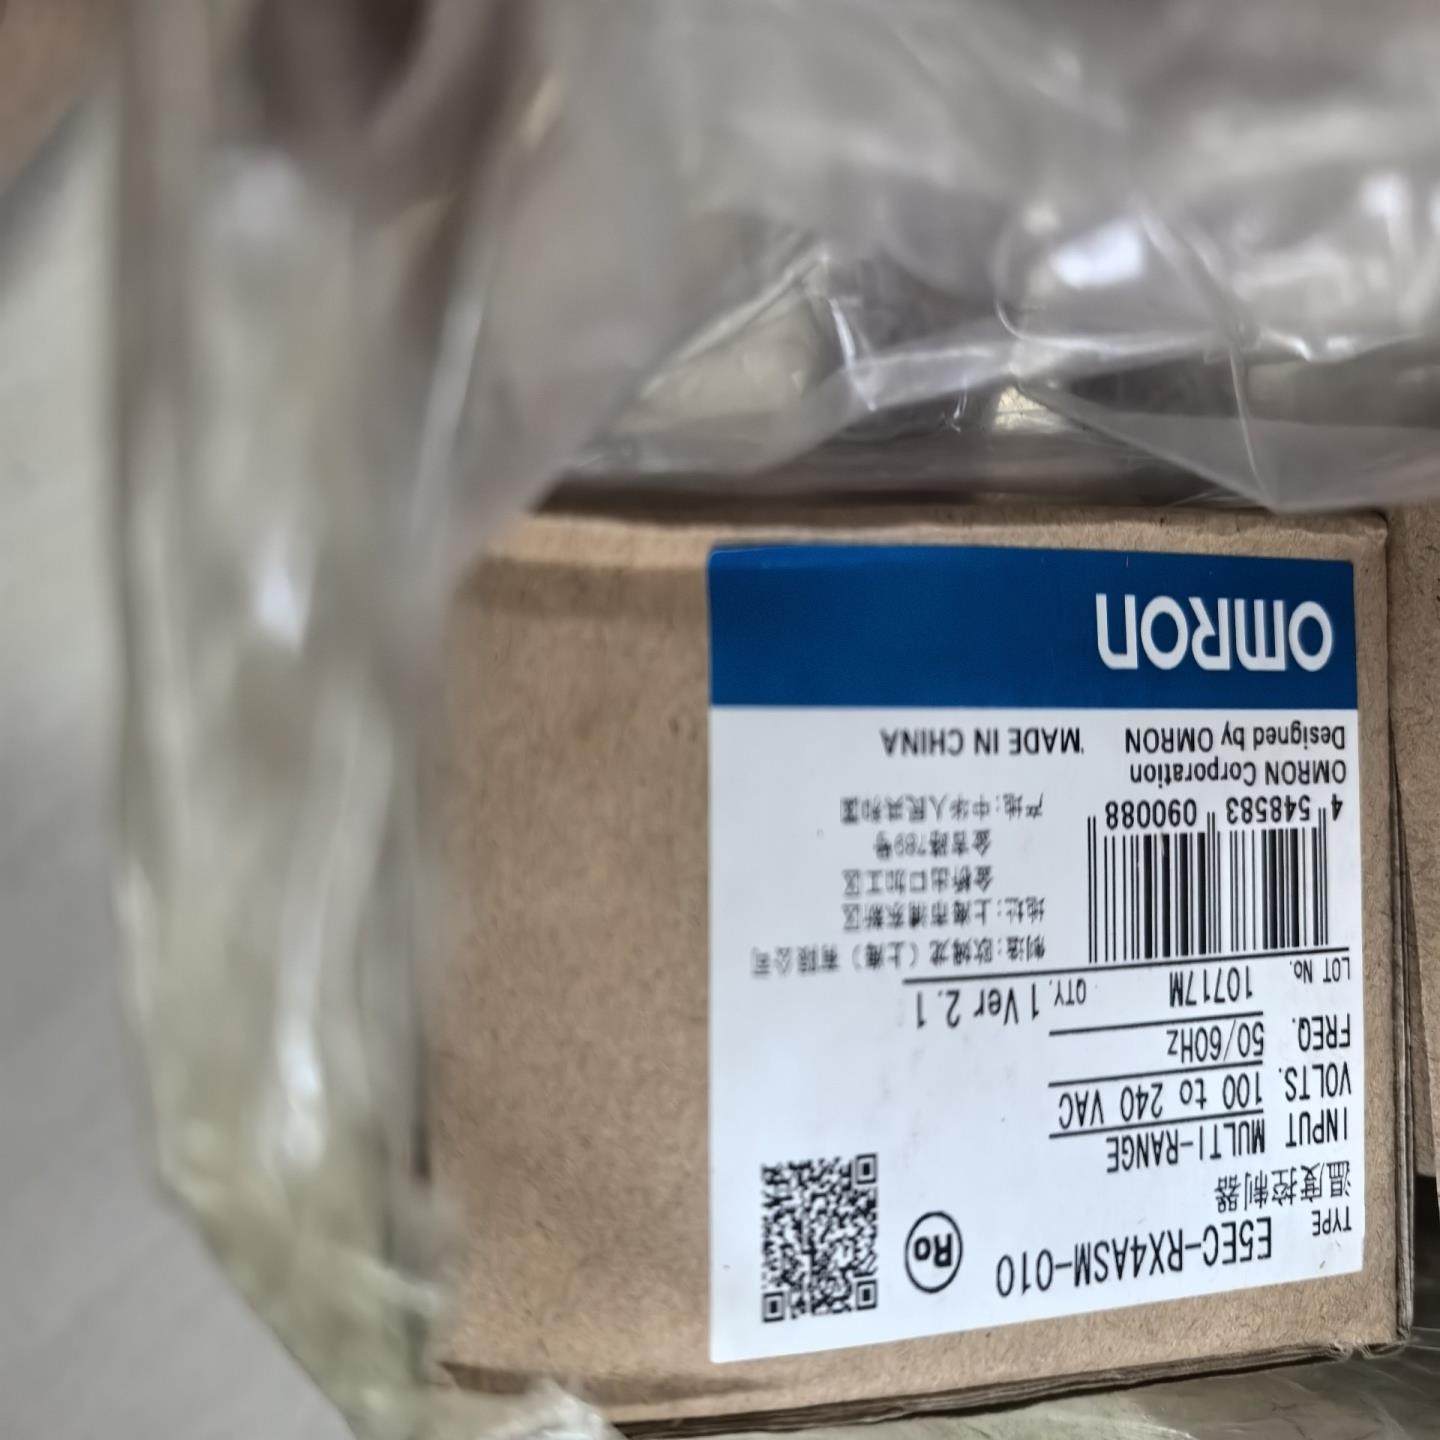 TYPE E5EC-RX4ASM-010
温度控制器
INPUT MULTI-RANGE
VOLTS. 100 to 240 VAC
FREQ. 50/60Hz
LOT No. 10717M QTY. 1 Ver 2.1
制造:欧姆龙(上海)有限公司
地址:上海市浦东新区
金桥出口加工区
金吉路789号
产地:中华人民共和国
4 548583 090088
OMRON Corporation
Designed by OMRON MADE IN CHINA
OMRON
Ro